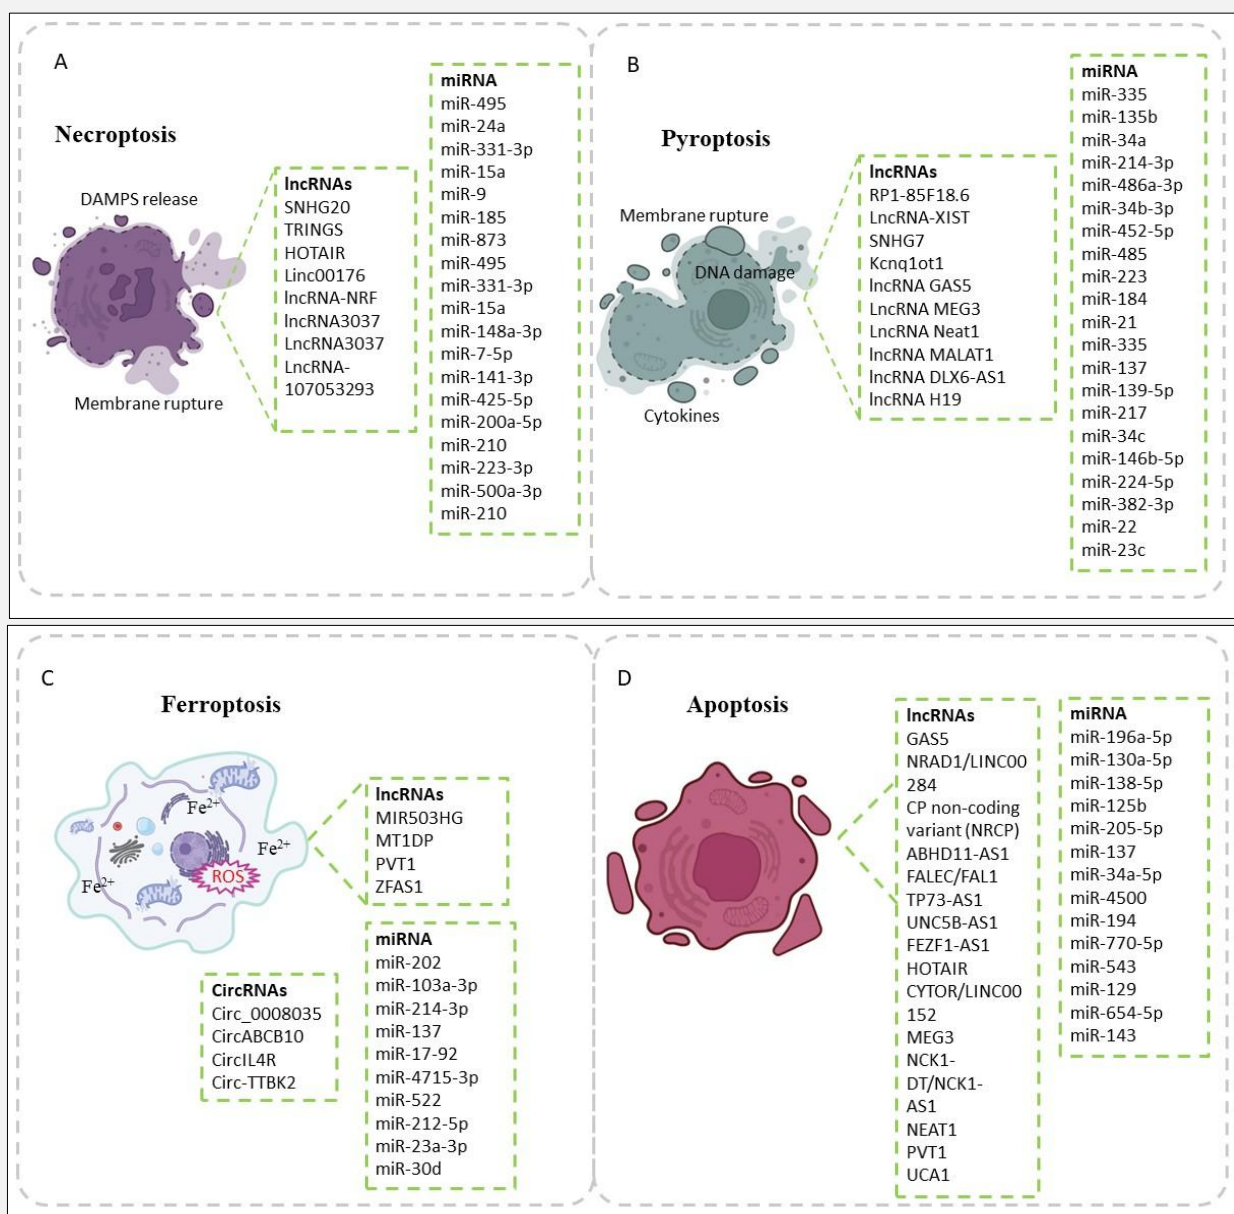 A
Necroptosis
DAMPS release
Membrane rupture
lncRNAs
SNHG20
TRINGS
HOTAIR
Linc00176
lncRNA-NRF
lncRNA3037
LncRNA3037
LncRNA-
107053293
miRNA
miR-495
miR-24a
miR-331-3p
miR-15a
miR-9
miR-185
miR-873
miR-495
miR-331-3p
miR-15a
miR-148a-3p
miR-7-5p
miR-141-3p
miR-425-5p
miR-200a-5p
miR-210
miR-223-3p
miR-500a-3p
miR-210
B
Pyroptosis
Membrane rupture
DNA damage
Cytokines
lncRNAs
RP1-85F18.6
LncRNA-XIST
SNHG7
Kcnq1ot1
lncRNA GAS5
LncRNA MEG3
LncRNA Neat1
lncRNA MALAT1
lncRNA DLX6-AS1
lncRNA H19
miRNA
miR-335
miR-135b
miR-34a
miR-214-3p
miR-486a-3p
miR-34b-3p
miR-452-5p
miR-485
miR-223
miR-184
miR-21
miR-335
miR-137
miR-139-5p
miR-217
miR-34c
miR-146b-5p
miR-224-5p
miR-382-3p
miR-22
miR-23c
C
Ferroptosis
Fe2+
Fe2+
Fe2+
ROS
lncRNAs
MIR503HG
MT1DP
PVT1
ZFAS1
CircRNAs
Circ_0008035
CircABCB10
CircIL4R
Circ-TTBK2
miRNA
miR-202
miR-103a-3p
miR-214-3p
miR-137
miR-17-92
miR-4715-3p
miR-522
miR-212-5p
miR-23a-3p
miR-30d
D
Apoptosis
lncRNAs
GAS5
NRAD1/LINC00
284
CP non-coding
variant (NRCP)
ABHD11-AS1
FALEC/FAL1
TP73-AS1
UNC5B-AS1
FEZF1-AS1
HOTAIR
CYTOR/LINC00
152
MEG3
NCK1-
DT/NCK1-
AS1
NEAT1
PVT1
UCA1
miRNA
miR-196a-5p
miR-130a-5p
miR-138-5p
miR-125b
miR-205-5p
miR-137
miR-34a-5p
miR-4500
miR-194
miR-770-5p
miR-543
miR-129
miR-654-5p
miR-143